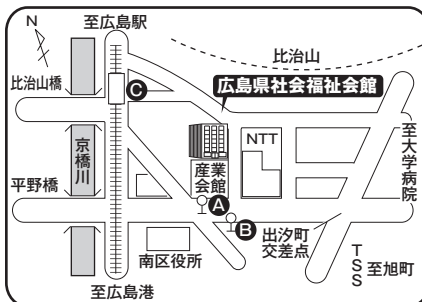 N
至広島駅
比治山
比治山橋
C
広島県社会福祉会館
京橋川
NTT
至大学病院
産業
会館
平野橋
A
B
出汐町
交差点
南区役所
TSS
至旭町
至広島港